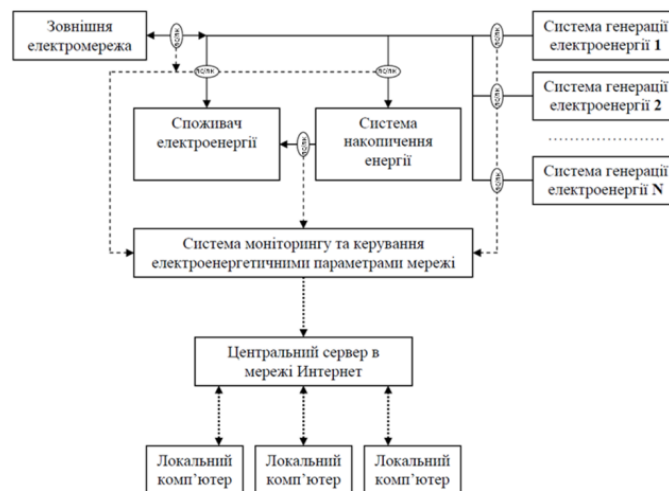 Зовнішня
електромережа
Система генерації
електроенергії 1
Система генерації
електроенергії 2
Споживач
електроенергії
Система
накопичення
енергії
Система генерації
електроенергії N
Система моніторингу та керування
електроенергетичними параметрами мережі
Центральний сервер в
мережі Интернет
Локальний
комп’ютер
Локальний
комп’ютер
Локальний
комп’ютер